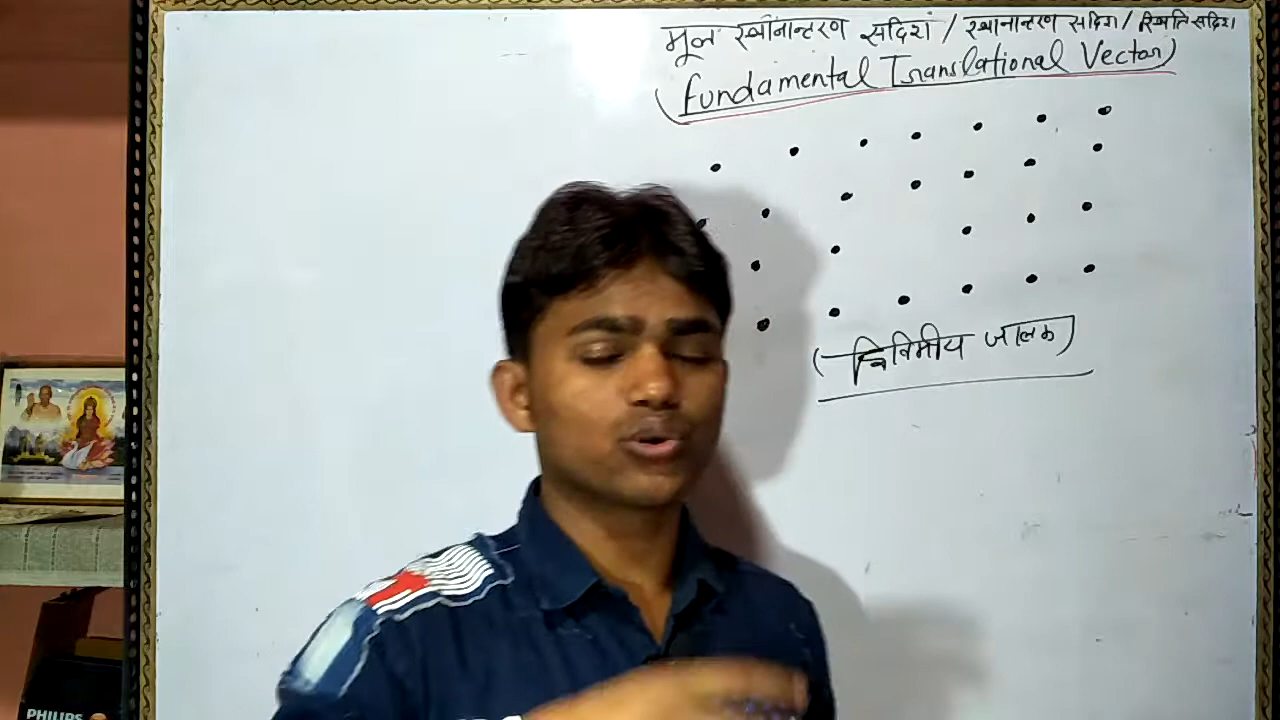 मूल स्थानान्तरण सदिश / स्थानान्तरण सदिश / स्थिति सदिश
(fundamental Translational Vector)
(त्रिविमीय जालक)
PHILIPS